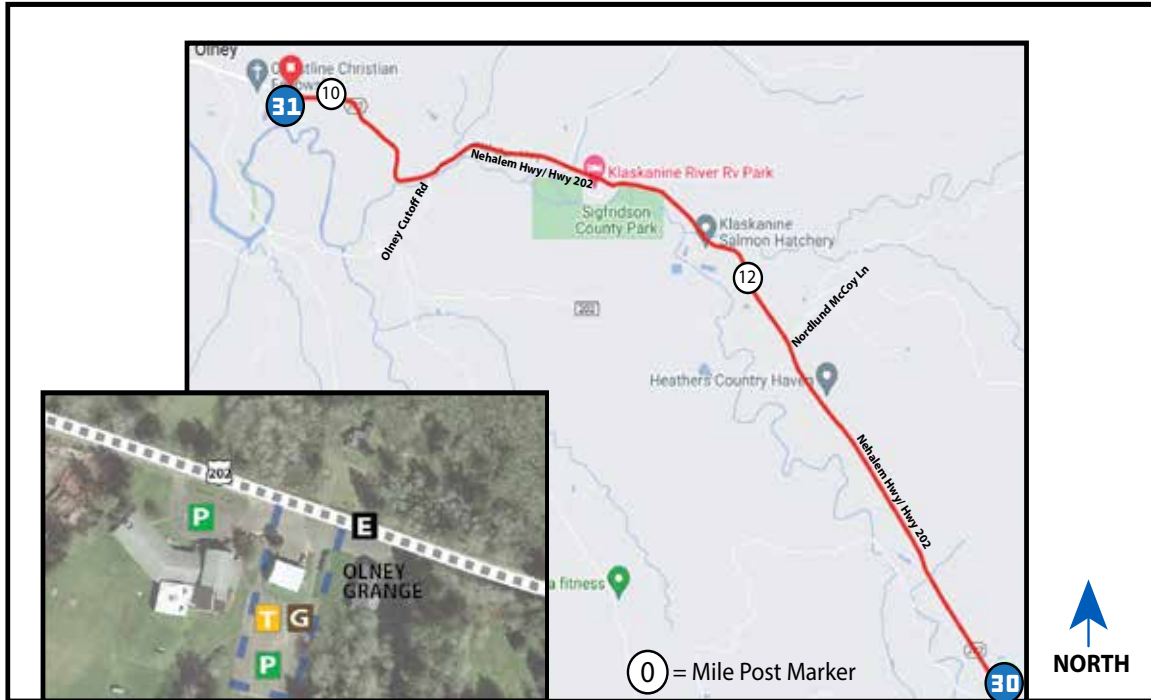 Olney
Christian
31
10
Nehalem Hwy/ Hwy 202
Klaskanine River Rv Park
Olney Cutoff Rd
Sigfridson
County Park
Klaskanine
Salmon Hatchery
12
Nordlund McCoy Ln
Heathers Country Haven
Nehalem Hwy/ Hwy 202
202
P
E
OLNEY
GRANGE
T G
P
a fitness
0 = Mile Post Marker
30
NORTH